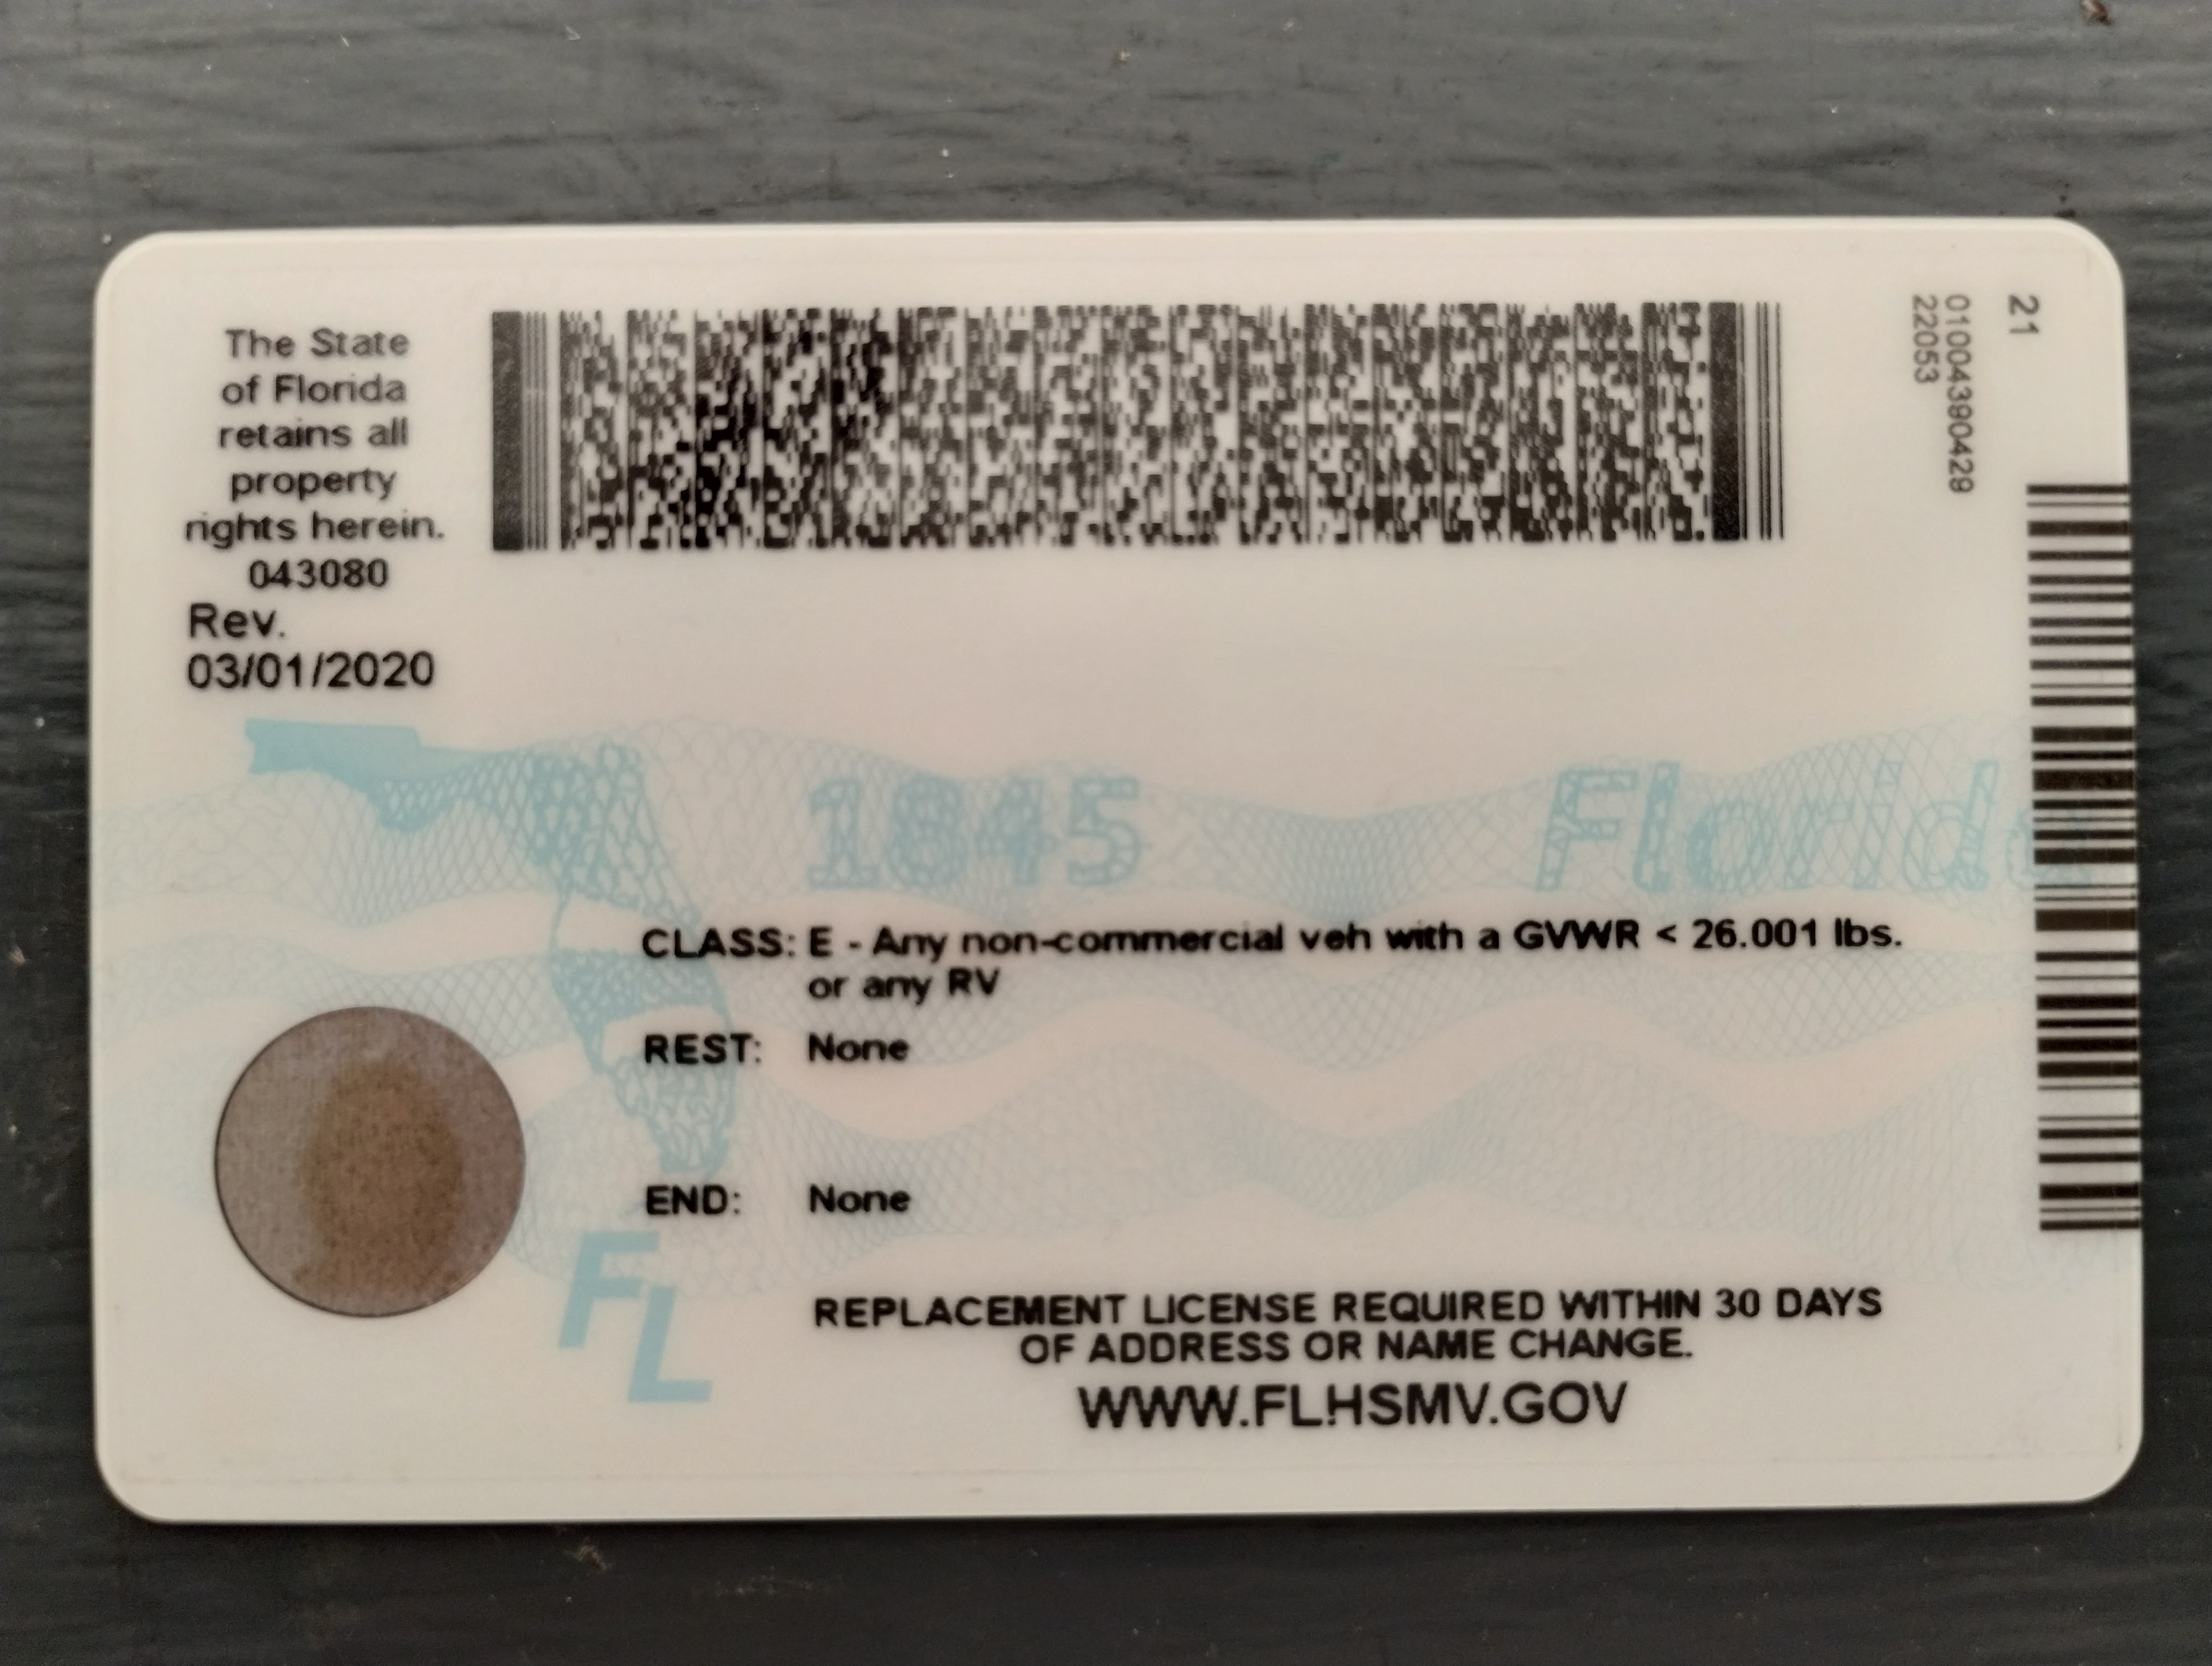 The State
of Florida
retains all
property
rights herein.
043080
Rev.
03/01/2020
21
01004390429
22053
1845
Florida
CLASS: E - Any non-commercial veh with a GVWR < 26.001 lbs.
or any RV
REST: None
END: None
FL
REPLACEMENT LICENSE REQUIRED WITHIN 30 DAYS
OF ADDRESS OR NAME CHANGE.
WWW.FLHSMV.GOV